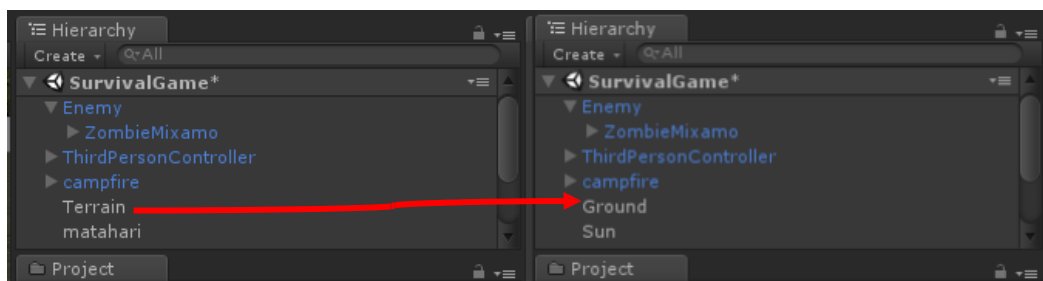 Hierarchy
Create
All
SurvivalGame*
Enemy
ZombieMixamo
ThirdPersonController
campfire
Terrain
matahari
Project
Hierarchy
Create
All
SurvivalGame*
Enemy
ZombieMixamo
ThirdPersonController
campfire
Ground
Sun
Project